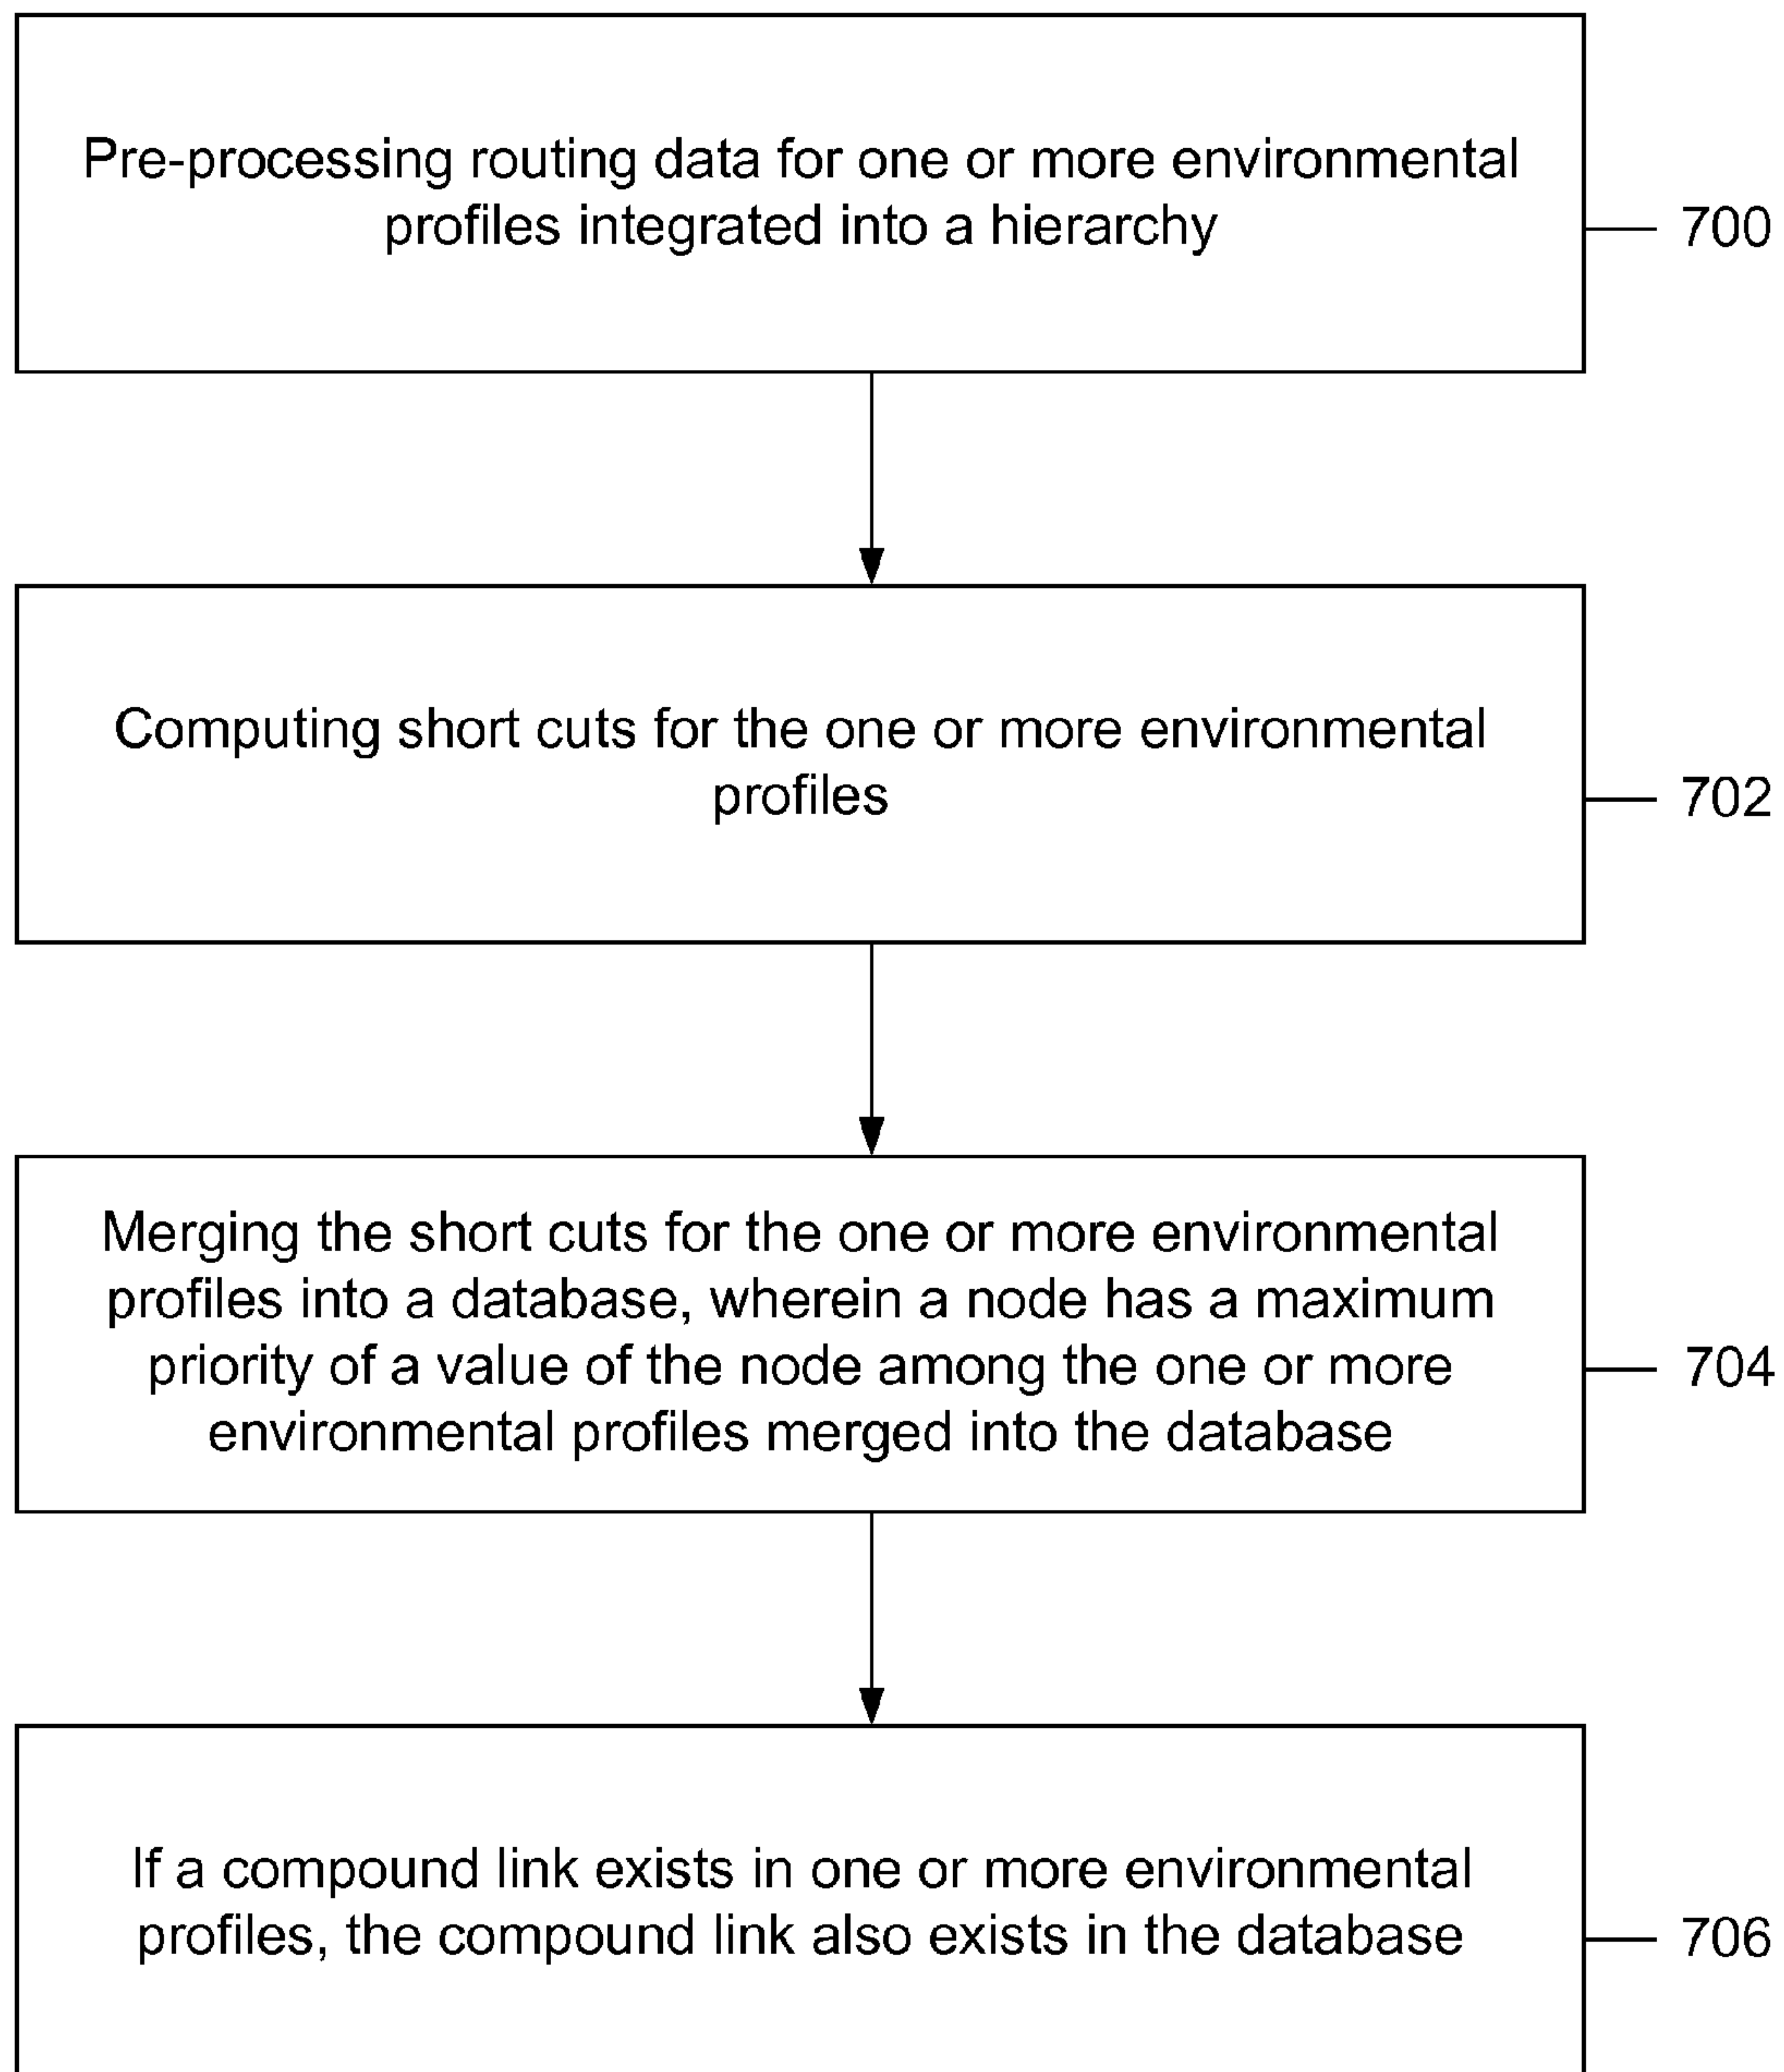 Pre-processing routing data for one or more environmental
profiles integrated into a hierarchy
700
Computing short cuts for the one or more environmental
profiles
702
Merging the short cuts for the one or more environmental
profiles into a database, wherein a node has a maximum
priority of a value of the node among the one or more
environmental profiles merged into the database
704
If a compound link exists in one or more environmental
profiles, the compound link also exists in the database
706